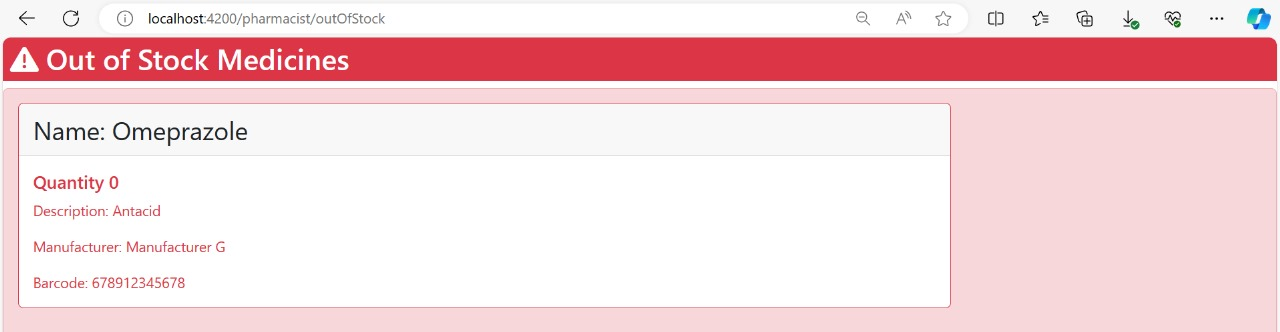 localhost:4200/pharmacist/outOfStock
Out of Stock Medicines
Name: Omeprazole
Quantity 0
Description: Antacid
Manufacturer: Manufacturer G
Barcode: 678912345678